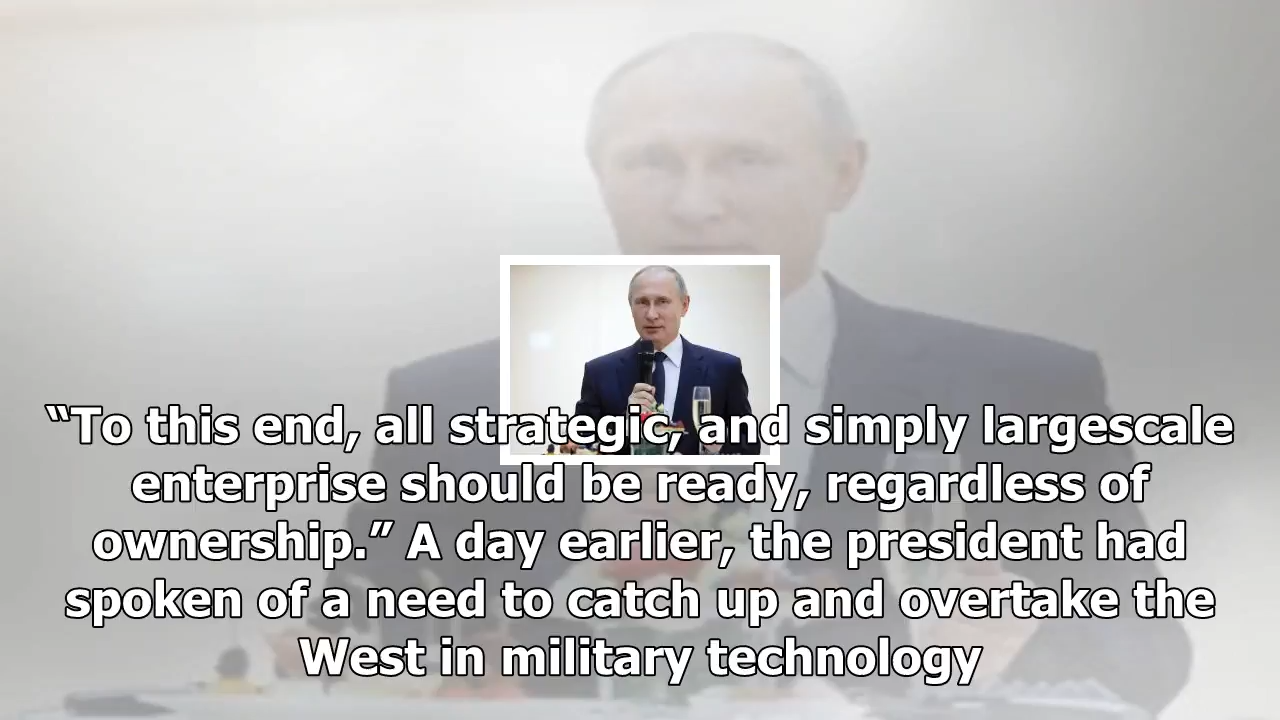 “To this end, all strategic, and simply largescale
enterprise should be ready, regardless of
ownership.” A day earlier, the president had
spoken of a need to catch up and overtake the
West in military technology